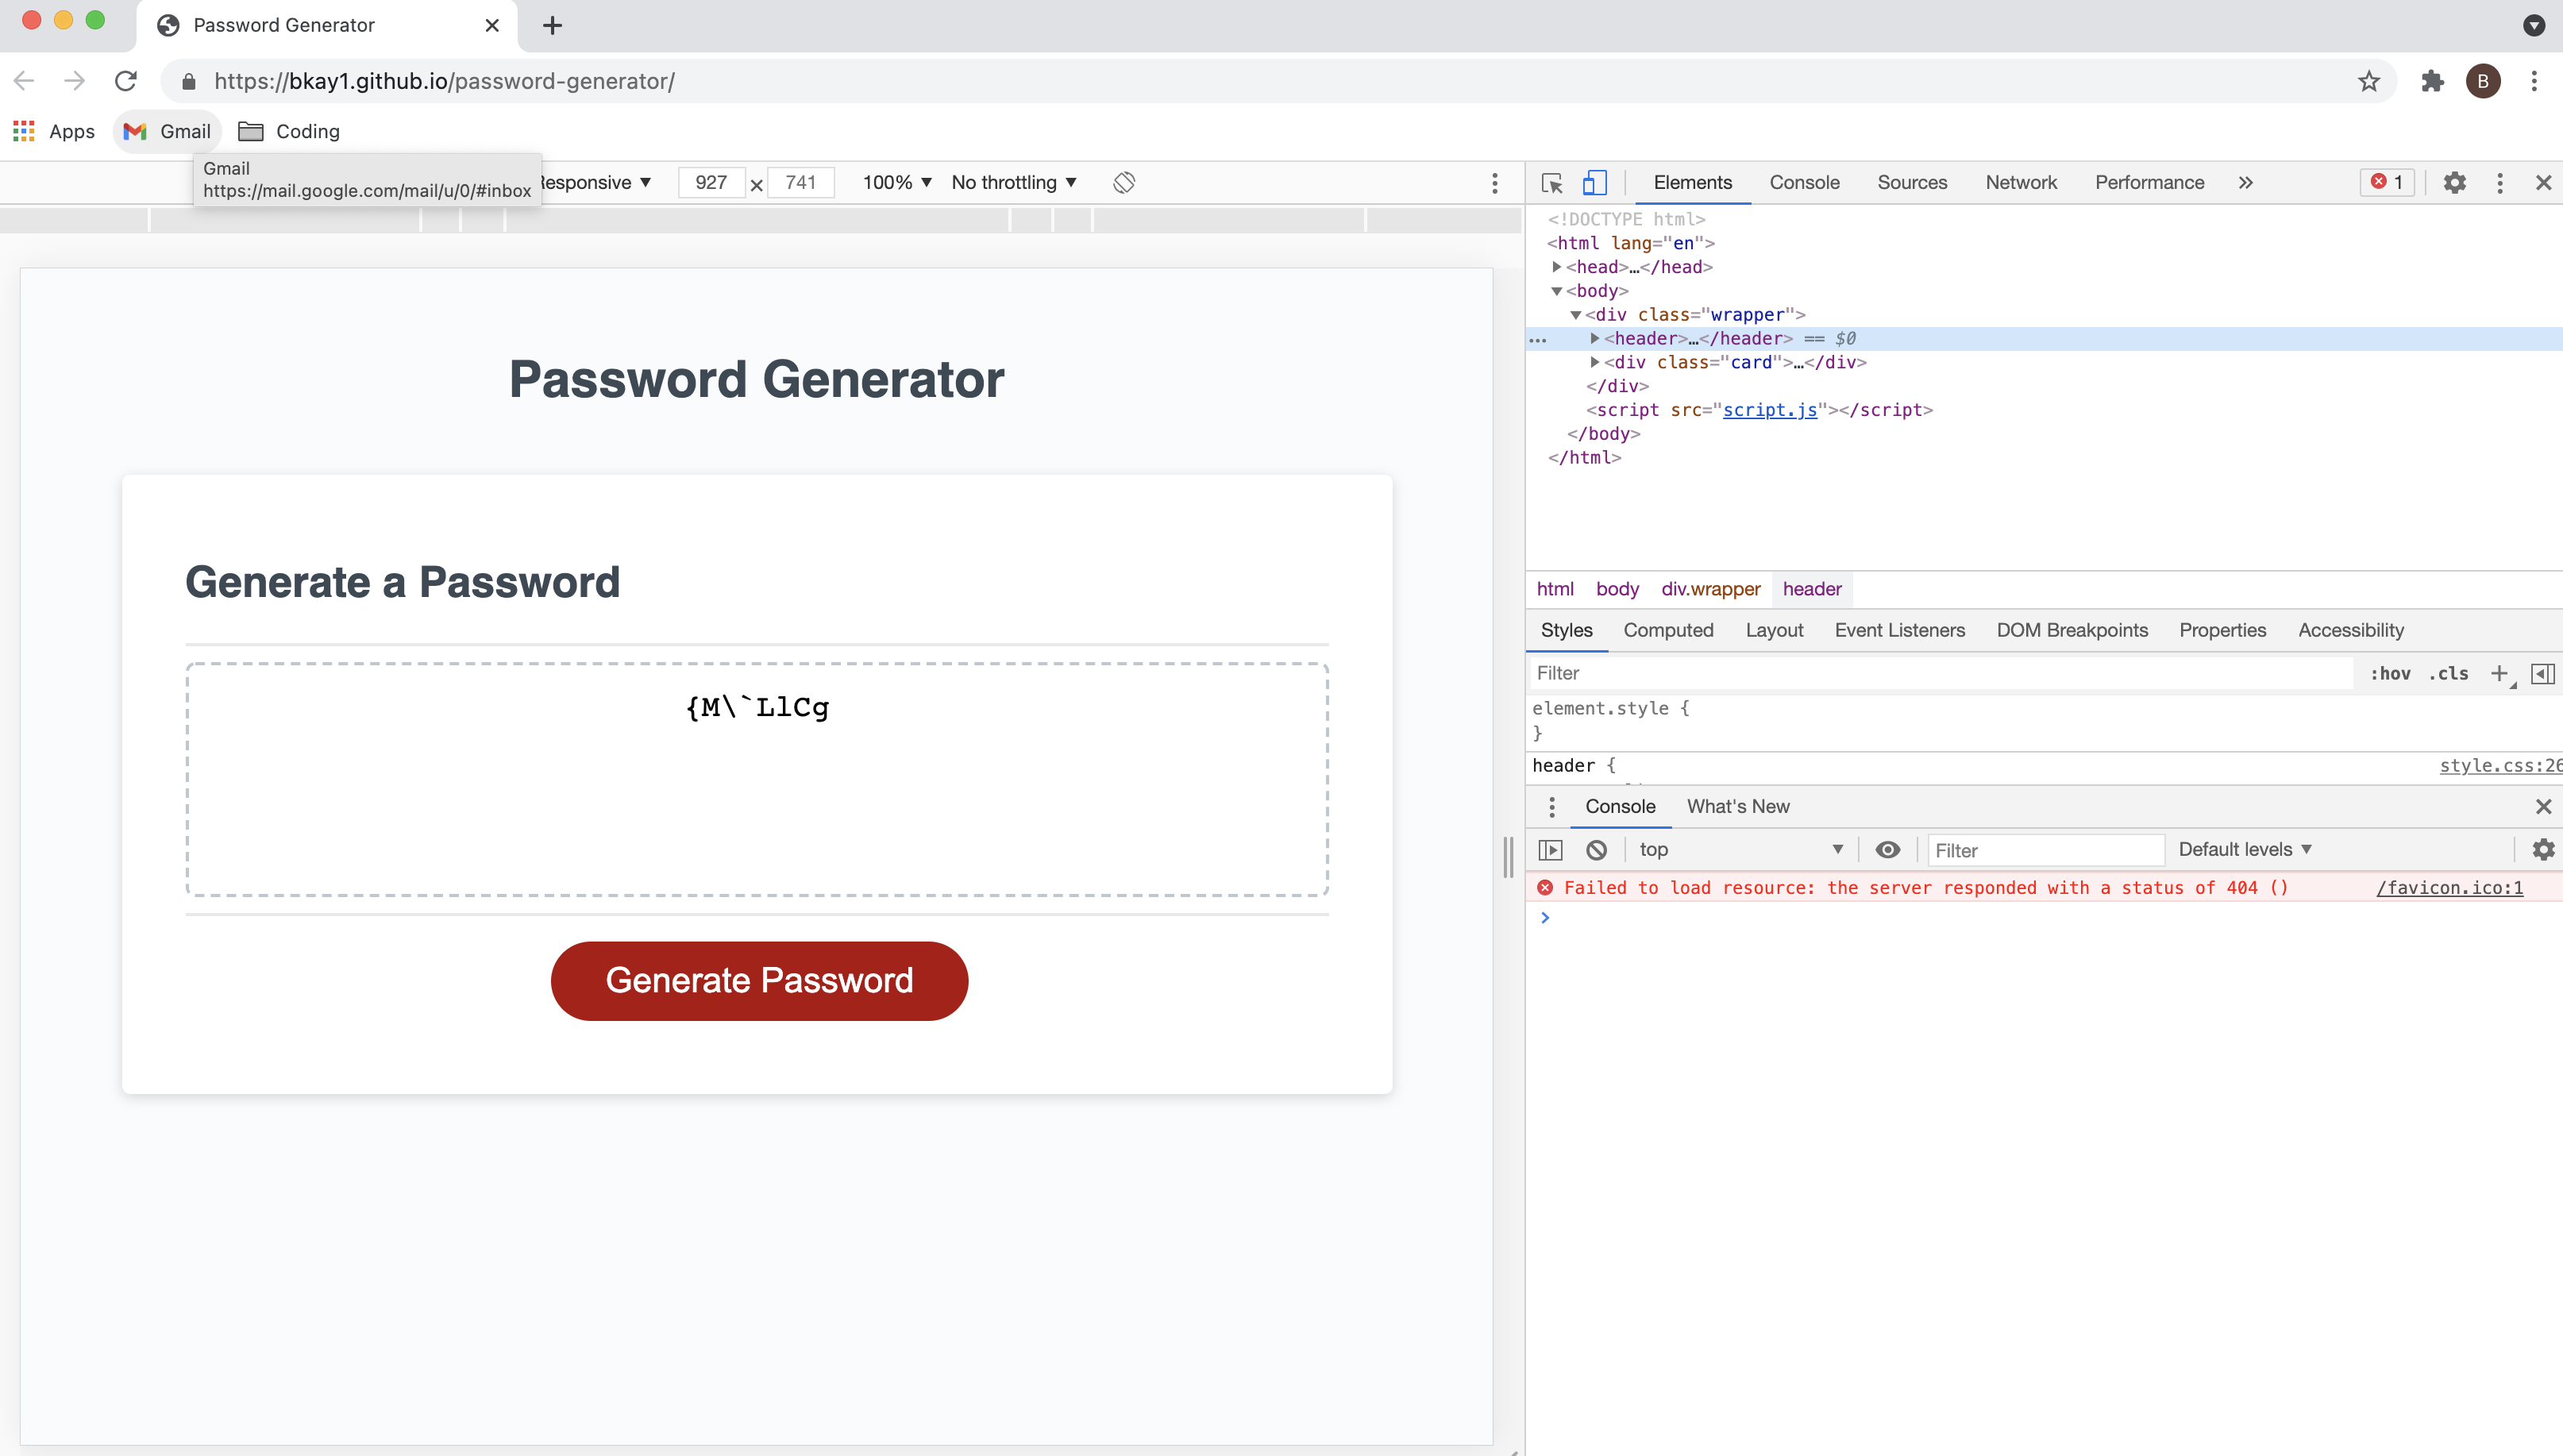 Password Generator
https://bkay1.github.io/password-generator/
B
Apps
Gmail
Coding
Gmail
https://mail.google.com/mail/u/0/#inbox
Responsive ▼ 927 × 741 100% ▼ No throttling ▼
Elements Console Sources Network Performance » 1
<!DOCTYPE html>
<html lang="en">
<head>…</head>
<body>
<div class="wrapper">
<header>…</header> == $0
<div class="card">…</div>
</div>
<script src="script.js"></script>
</body>
</html>
Password Generator
Generate a Password
{M\`LlCg
Generate Password
html body div.wrapper header
Styles Computed Layout Event Listeners DOM Breakpoints Properties Accessibility
Filter :hov .cls +
element.style {
}
header { style.css:26
Console What's New
top ▼ Filter Default levels ▼
Failed to load resource: the server responded with a status of 404 () /favicon.ico:1
>